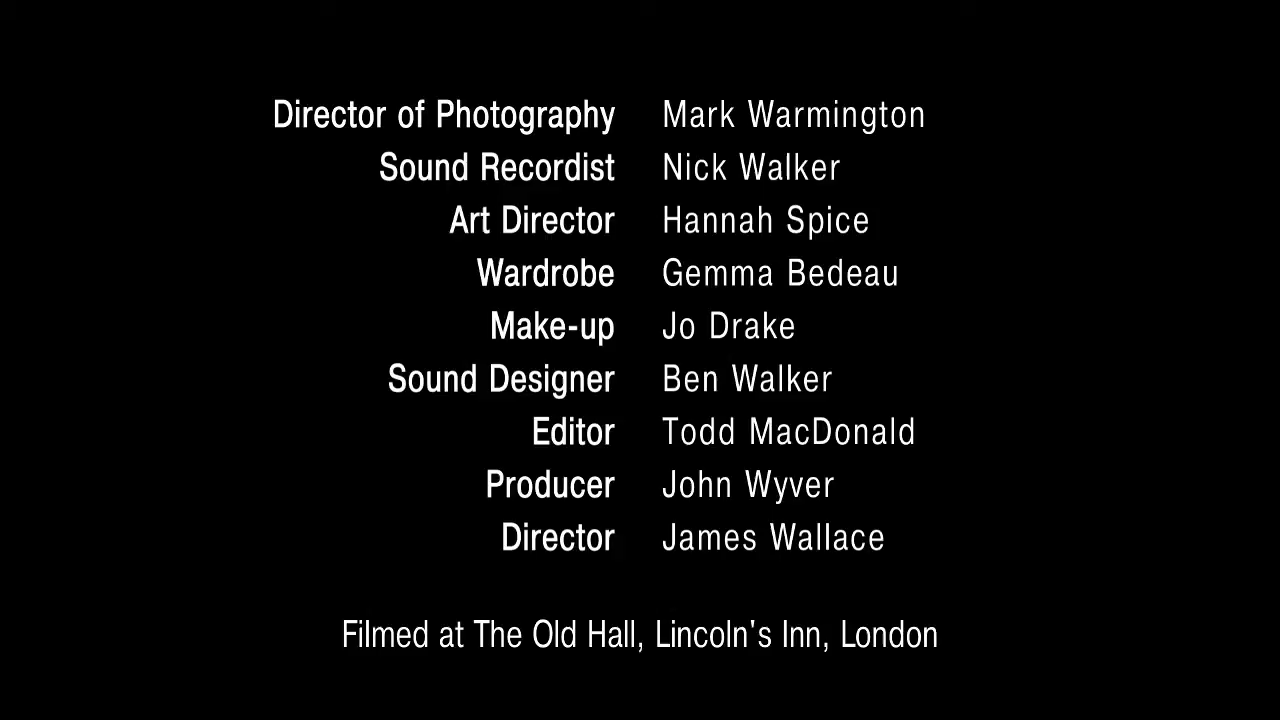 Director of Photography Mark Warmington
Sound Recordist Nick Walker
Art Director Hannah Spice
Wardrobe Gemma Bedeau
Make-up Jo Drake
Sound Designer Ben Walker
Editor Todd MacDonald
Producer John Wyver
Director James Wallace
Filmed at The Old Hall, Lincoln's Inn, London